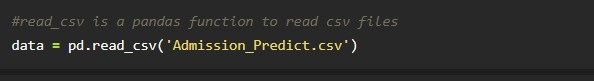 #read_csv is a pandas function to read csv files
data = pd.read_csv('Admission_Predict.csv')